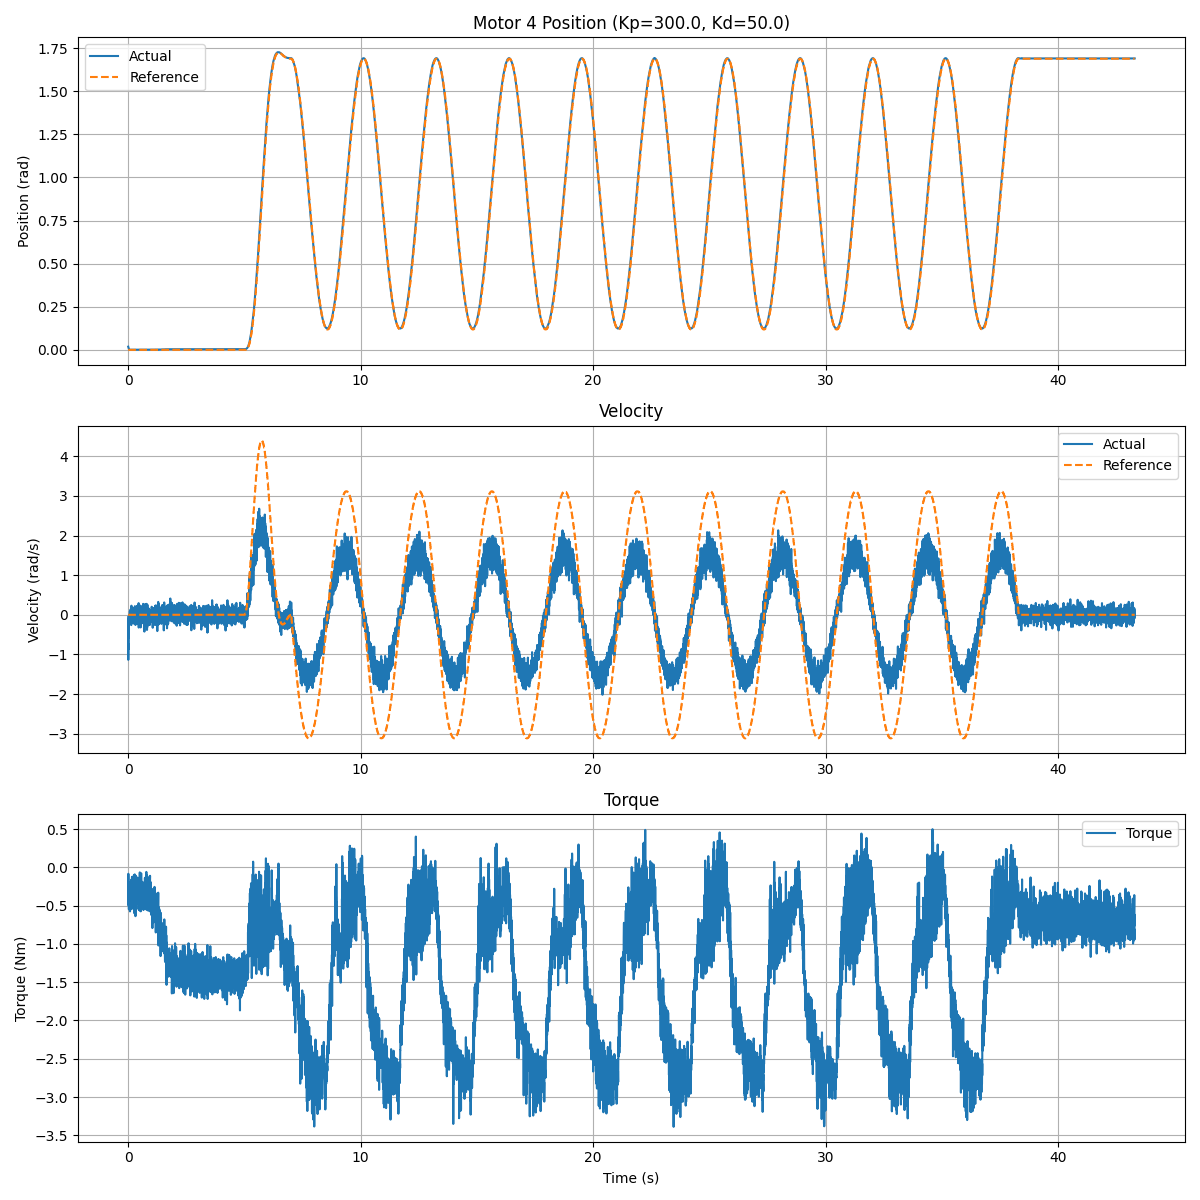 Motor 4 Position (Kp=300.0, Kd=50.0)
Actual
Reference
Position (rad)
1.75
1.50
1.25
1.00
0.75
0.50
0.25
0.00
0 10 20 30 40
Velocity
Actual
Reference
Velocity (rad/s)
4
3
2
1
0
−1
−2
−3
0 10 20 30 40
Torque
Torque
Torque (Nm)
0.5
0.0
−0.5
−1.0
−1.5
−2.0
−2.5
−3.0
−3.5
0 10 20 30 40
Time (s)